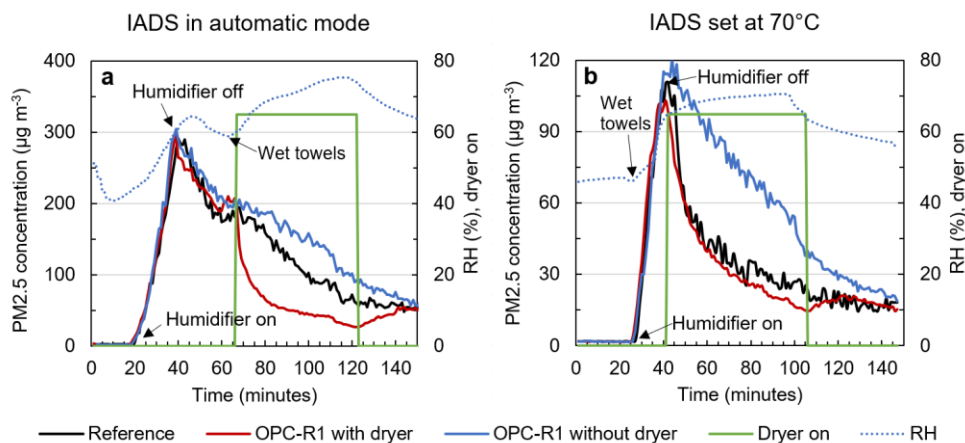 IADS in automatic mode
a
Humidifier off
Wet towels
Humidifier on
PM2.5 concentration (µg m⁻³)
400
300
200
100
0
RH (%), dryer on
80
60
40
20
0
0 20 40 60 80 100 120 140
Time (minutes)
IADS set at 70°C
b
Humidifier off
Wet
towels
Humidifier on
PM2.5 concentration (µg m⁻³)
120
90
60
30
0
RH (%), dryer on
80
60
40
20
0
0 20 40 60 80 100 120 140
Time (minutes)
Reference OPC-R1 with dryer OPC-R1 without dryer Dryer on RH